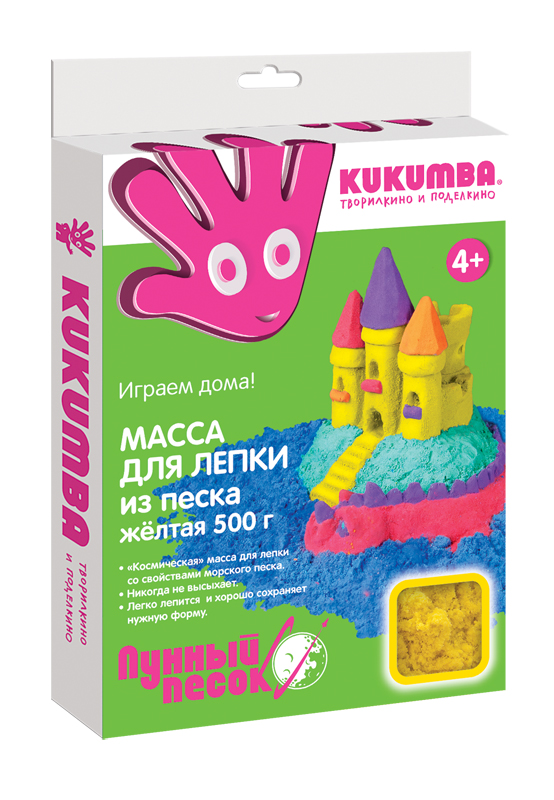 KUKUMBA®
ТВОРИЛКИНО И ПОДЕЛКИНО
4+
Играем дома!
МАССА
ДЛЯ ЛЕПКИ
из песка
жёлтая 500 г
• «Космическая» масса для лепки
со свойствами морского песка.
• Никогда не высыхает.
• Легко лепится и хорошо сохраняет
нужную форму.
Лунный
песок
KUKUMBA
ТВОРИЛКИНО
И ПОДЕЛКИНО